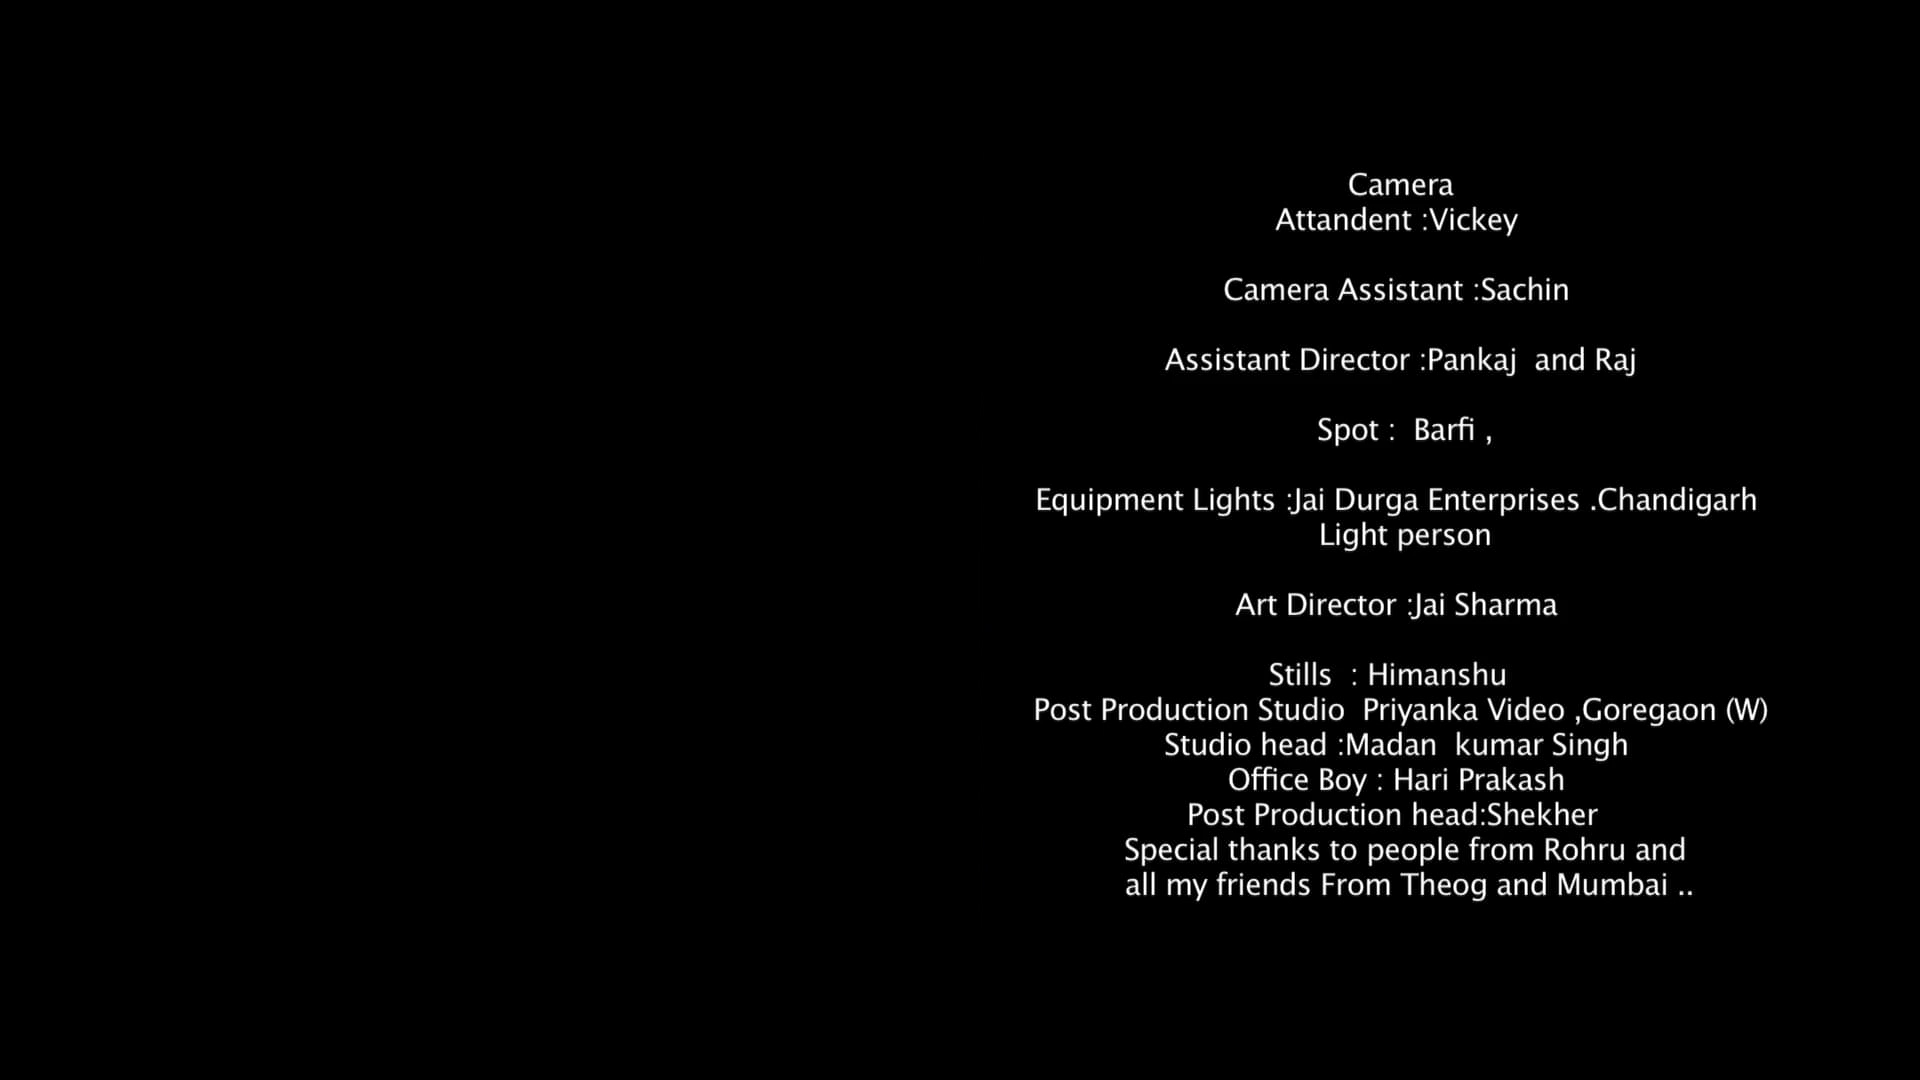 Camera
Attandent :Vickey
Camera Assistant :Sachin
Assistant Director :Pankaj  and Raj
Spot :  Barfi ,
Equipment Lights :Jai Durga Enterprises .Chandigarh
Light person
Art Director :Jai Sharma
Stills  : Himanshu
Post Production Studio  Priyanka Video ,Goregaon (W)
Studio head :Madan  kumar Singh
Office Boy : Hari Prakash
Post Production head:Shekher
Special thanks to people from Rohru and
all my friends From Theog and Mumbai ..